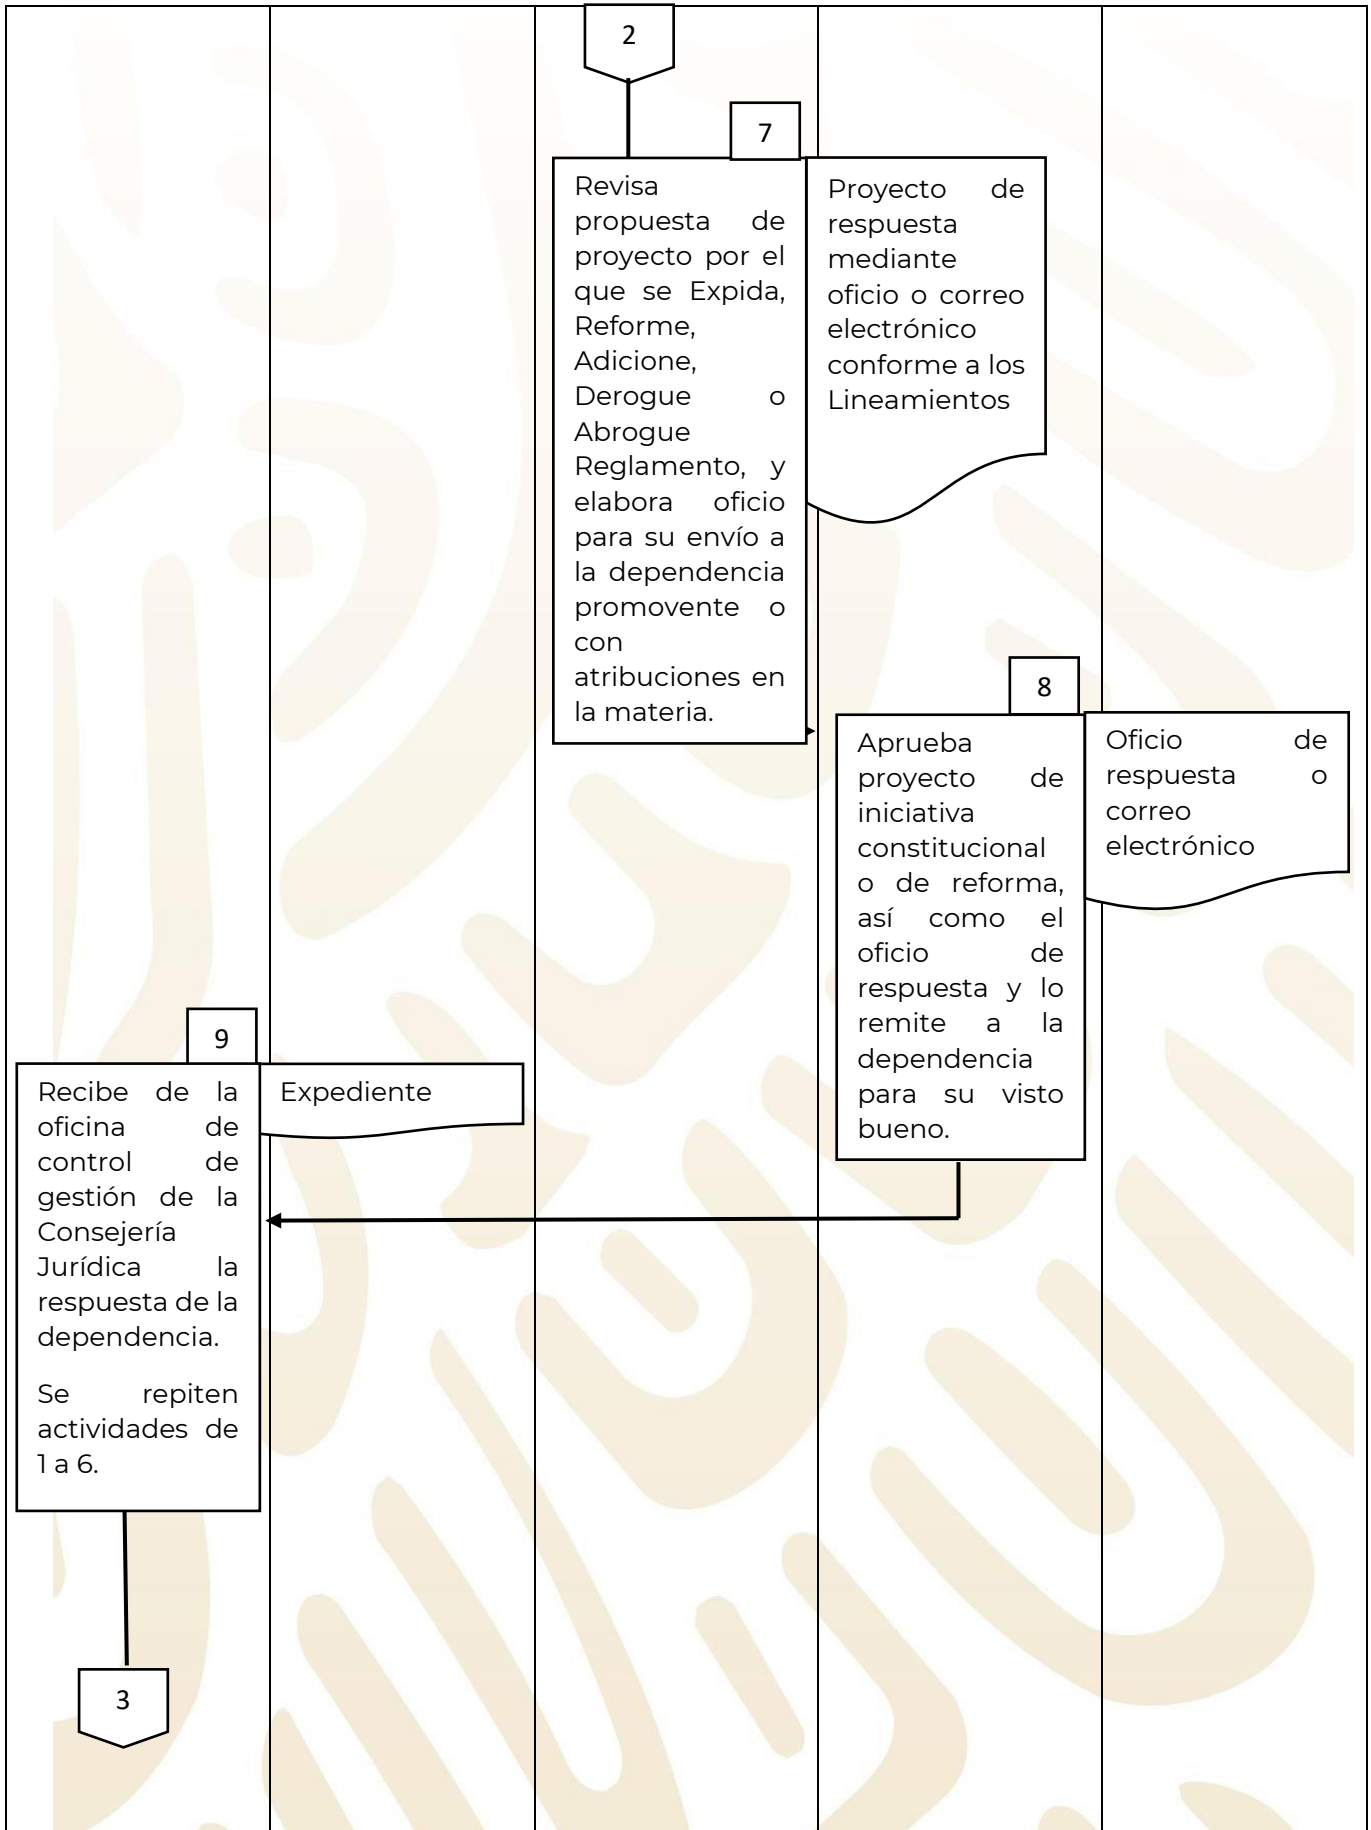 2
7
Revisa
propuesta de
proyecto por el
que se Expida,
Reforme,
Adicione,
Derogue o
Abrogue
Reglamento, y
elabora oficio
para su envío a
la dependencia
promovente o
con
atribuciones en
la materia.
Proyecto de
respuesta
mediante
oficio o correo
electrónico
conforme a los
Lineamientos
8
Aprueba
proyecto de
iniciativa
constitucional
o de reforma,
así como el
oficio de
respuesta y lo
remite a la
dependencia
para su visto
bueno.
Oficio de
respuesta o
correo
electrónico
9
Recibe de la
oficina de
control de
gestión de la
Consejería
Jurídica la
respuesta de la
dependencia.
Se repiten
actividades de
1 a 6.
Expediente
3